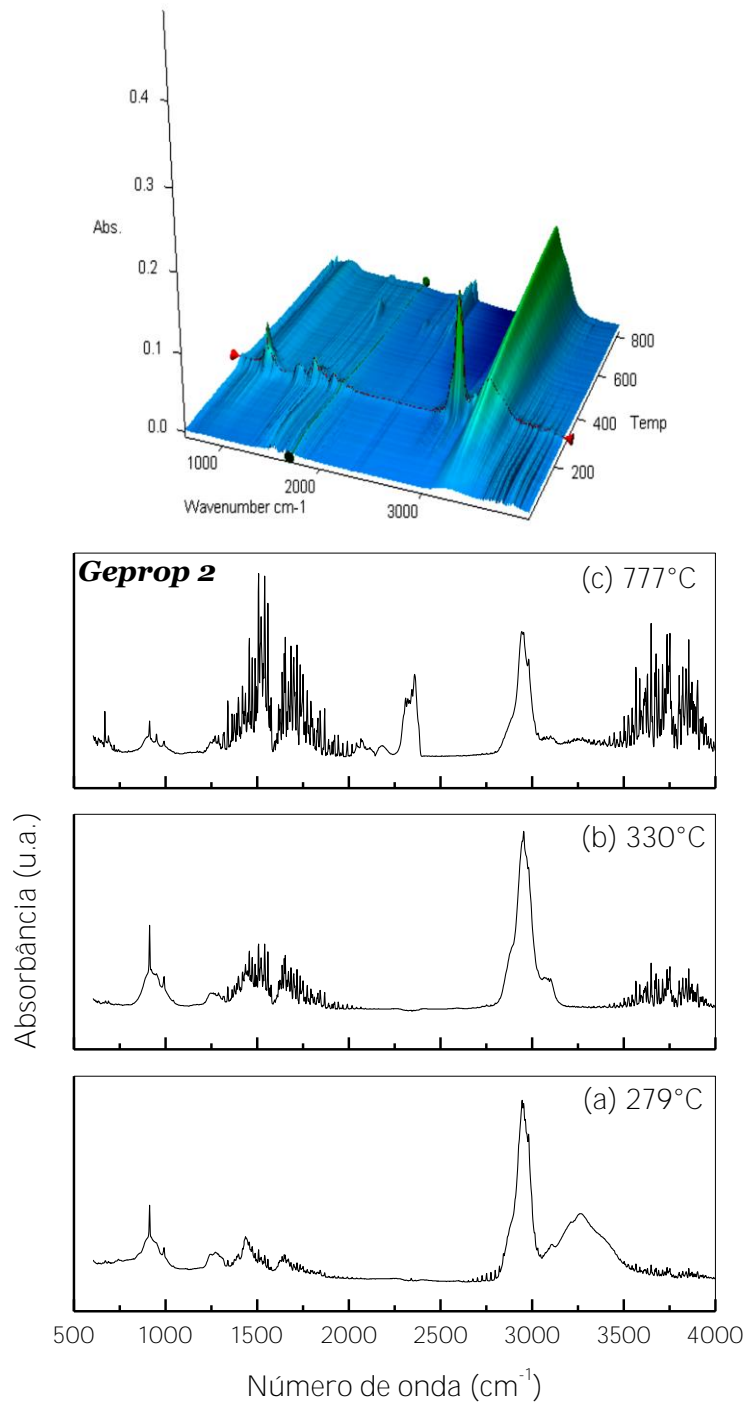 0.4
0.3
Abs.
0.2
0.1
0.0
800
600
400 Temp
200
1000
2000
3000
Wavenumber cm-1
Geprop 2
(c) 777°C
(b) 330°C
(a) 279°C
Absorbância (u.a.)
500 1000 1500 2000 2500 3000 3500 4000
Número de onda (cm-1)